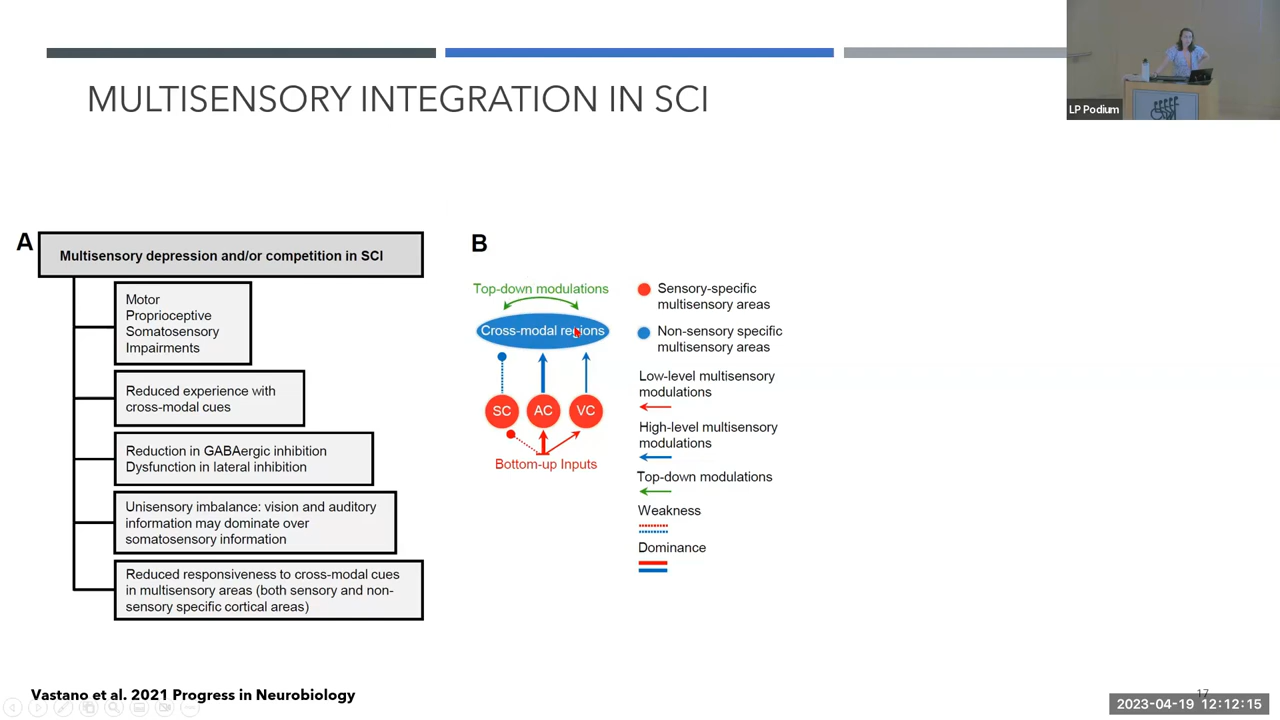 LP Podium
MULTISENSORY INTEGRATION IN SCI
A
Multisensory depression and/or competition in SCI
Motor
Proprioceptive
Somatosensory
Impairments
Reduced experience with
cross-modal cues
Reduction in GABAergic inhibition
Dysfunction in lateral inhibition
Unisensory imbalance: vision and auditory
information may dominate over
somatosensory information
Reduced responsiveness to cross-modal cues
in multisensory areas (both sensory and non-
sensory specific cortical areas)
B
Top-down modulations
Cross-modal regions
SC AC VC
Bottom-up Inputs
Sensory-specific
multisensory areas
Non-sensory specific
multisensory areas
Low-level multisensory
modulations
High-level multisensory
modulations
Top-down modulations
Weakness
Dominance
Vastano et al. 2021 Progress in Neurobiology
17
2023-04-19 12:12:15